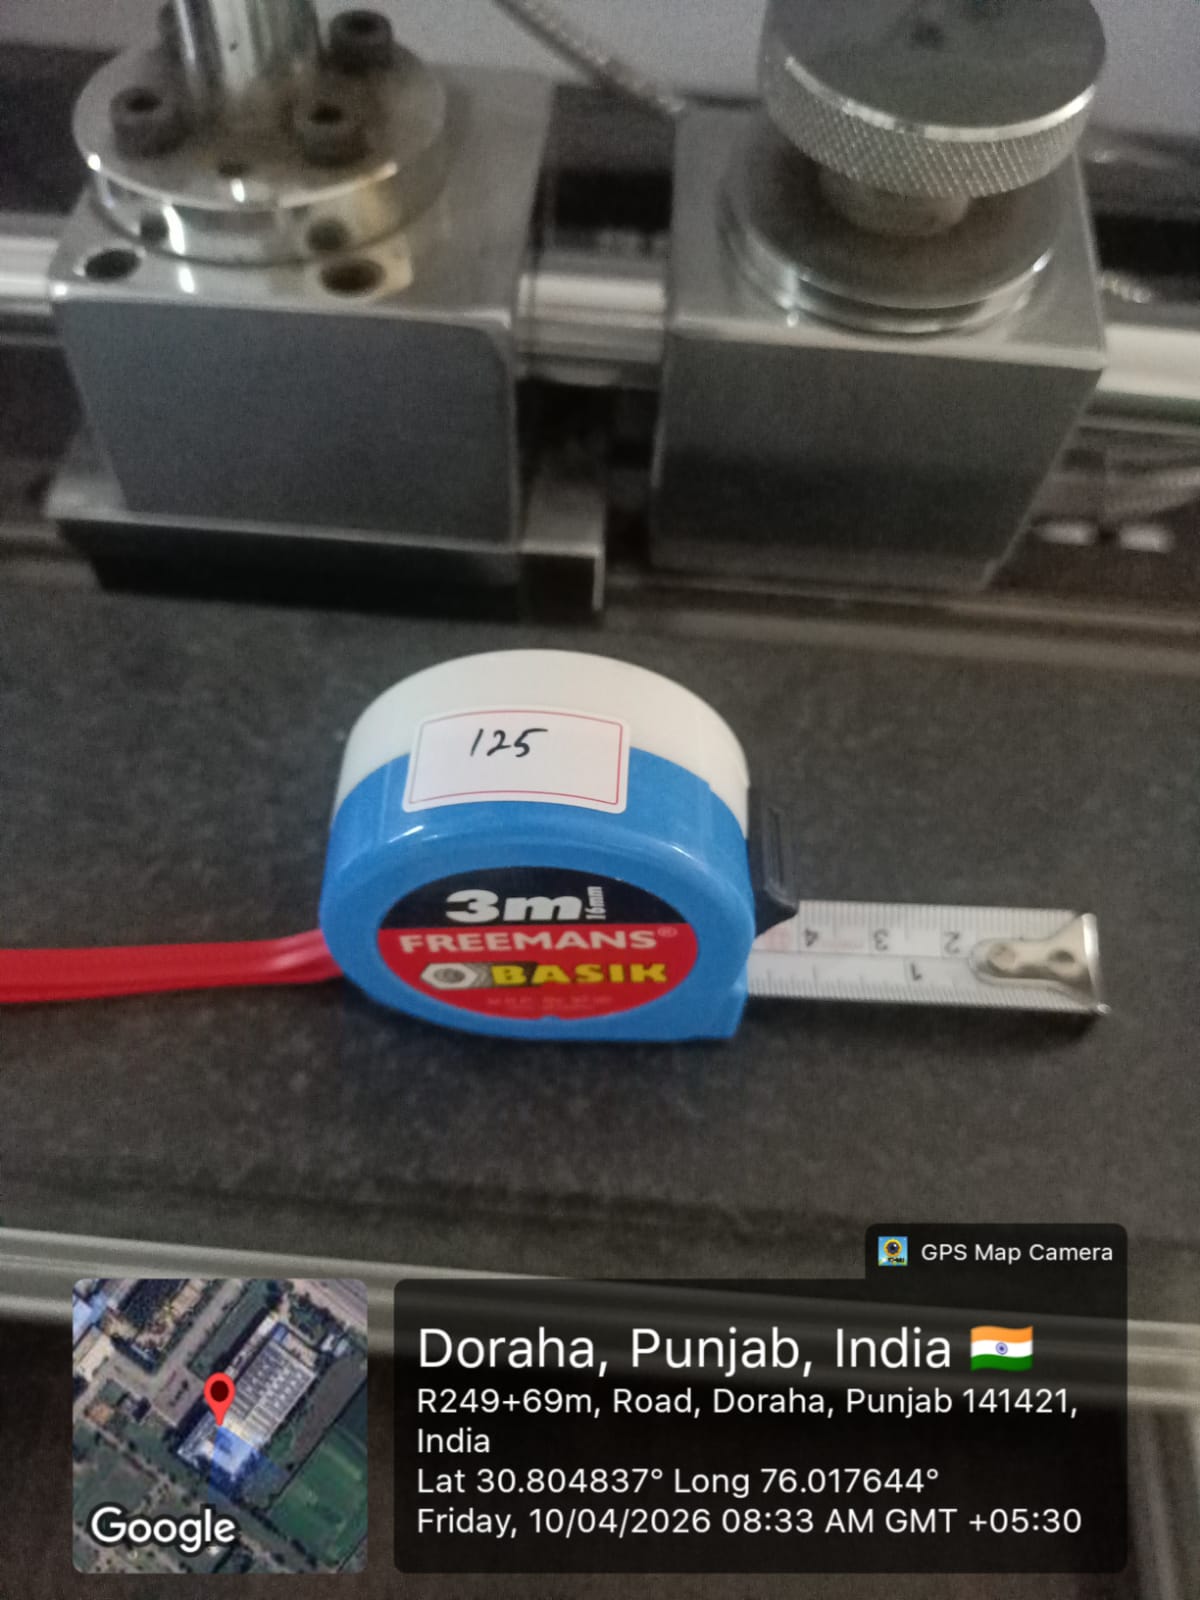 125
3m 16mm
FREEMANS®
BASIK
4 3 2
1
GPS Map Camera
Doraha, Punjab, India
R249+69m, Road, Doraha, Punjab 141421,
India
Lat 30.804837° Long 76.017644°
Friday, 10/04/2026 08:33 AM GMT +05:30
Google